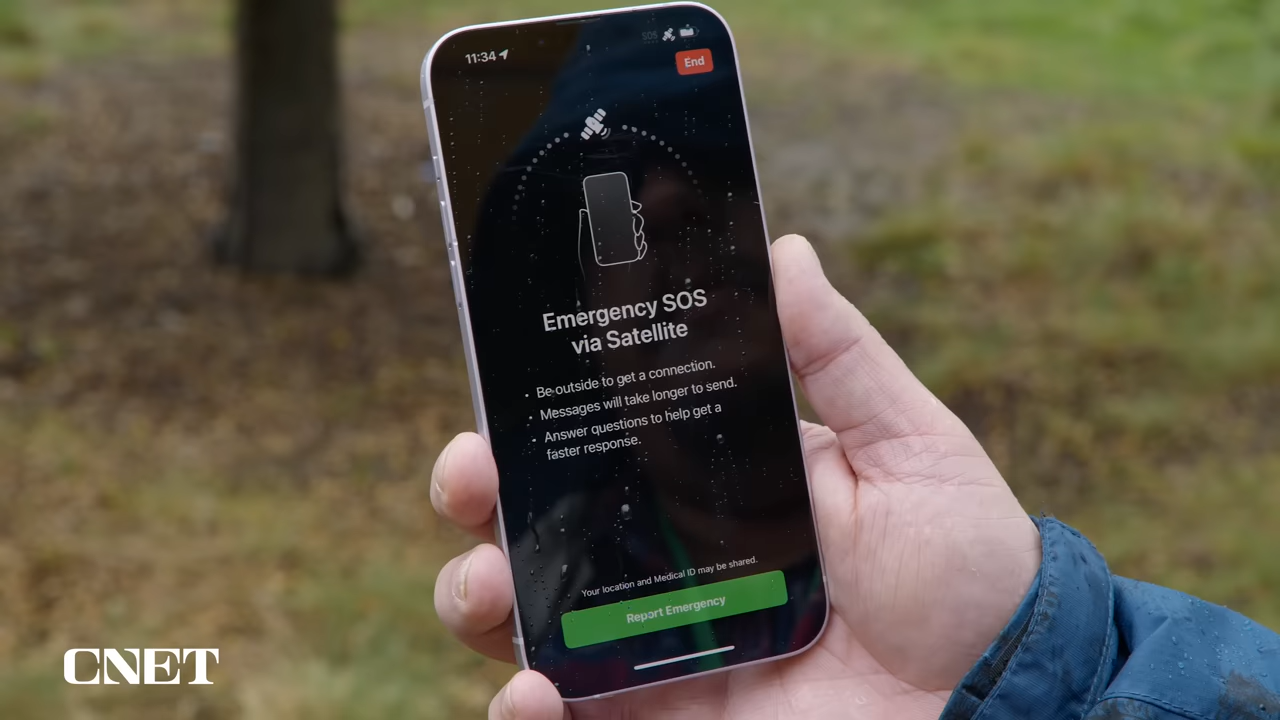 11:34
SOS
End
Emergency SOS
via Satellite
• Be outside to get a connection.
• Messages will take longer to send.
• Answer questions to help get a
faster response.
Your location and Medical ID may be shared.
Report Emergency
CNET